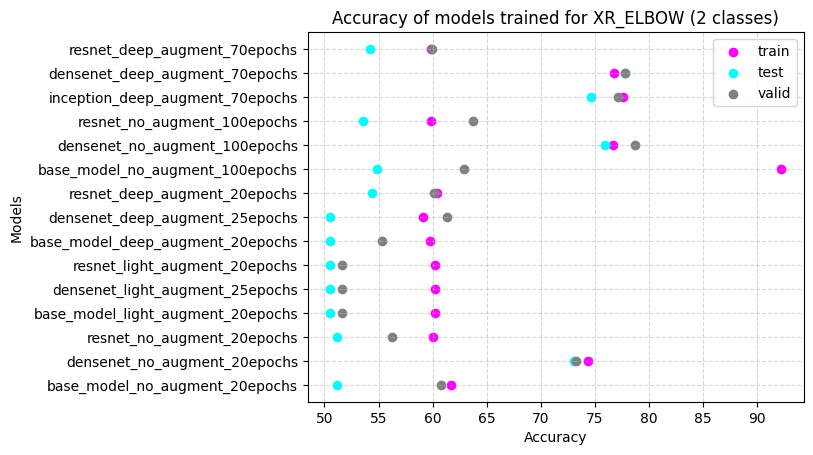 Accuracy of models trained for XR_ELBOW (2 classes)
resnet_deep_augment_70epochs
densenet_deep_augment_70epochs
inception_deep_augment_70epochs
resnet_no_augment_100epochs
densenet_no_augment_100epochs
base_model_no_augment_100epochs
resnet_deep_augment_20epochs
densenet_deep_augment_25epochs
base_model_deep_augment_20epochs
resnet_light_augment_20epochs
densenet_light_augment_25epochs
base_model_light_augment_20epochs
resnet_no_augment_20epochs
densenet_no_augment_20epochs
base_model_no_augment_20epochs
Models
train
test
valid
50 55 60 65 70 75 80 85 90
Accuracy